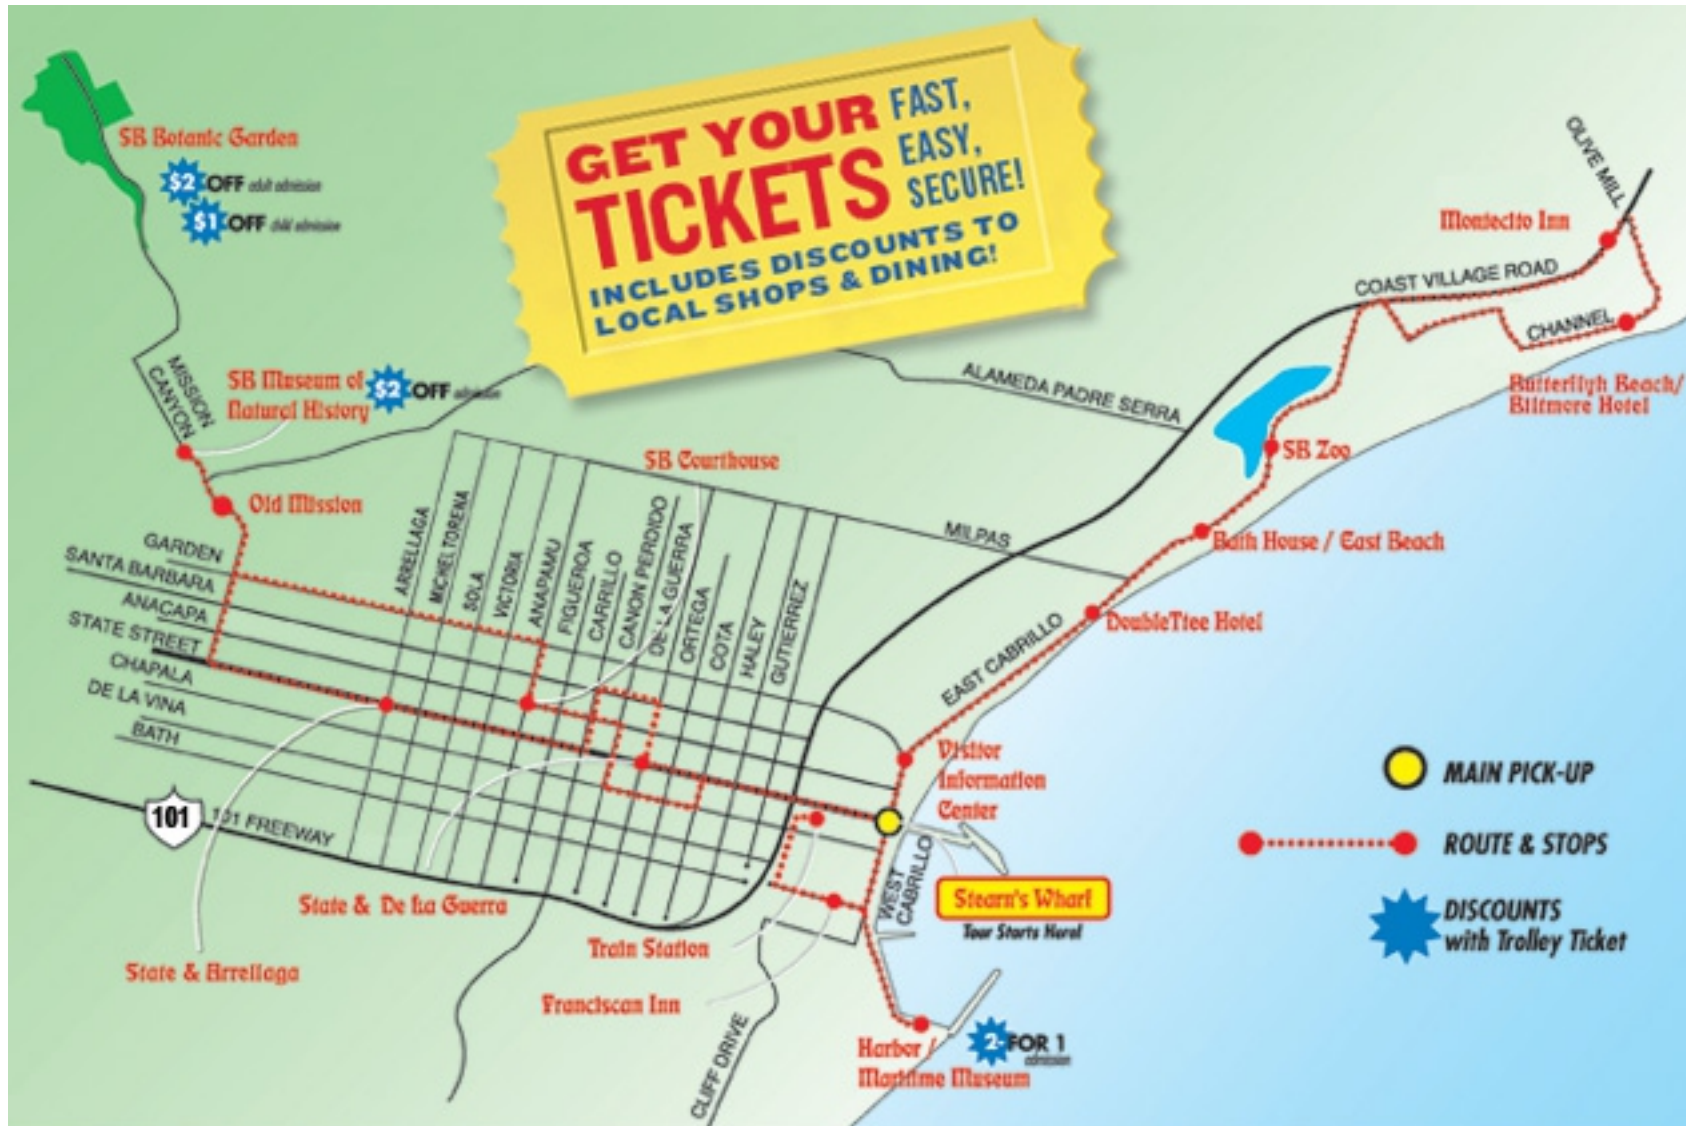 GET YOUR
TICKETS
FAST,
EASY,
SECURE!
INCLUDES DISCOUNTS TO
LOCAL SHOPS & DINING!
SB Botanic Garden
$2 OFF adult admission
$1 OFF child admission
MISSION
CANYON
SB Museum of
Natural History
$2 OFF admission
Old Mission
SB Courthouse
ALAMEDA PADRE SERRA
MILPAS
OLIVE MILL
Montecito Inn
COAST VILLAGE ROAD
CHANNEL
Butterflyh Beach/
Biltmore Hotel
SB Zoo
Bath House / East Beach
DoubleTtee Hotel
EAST CABRILLO
GARDEN
SANTA BARBARA
ANACAPA
STATE STREET
CHAPALA
DE LA VINA
BATH
ARRELLAGA
MICHELTORENA
SOLA
VICTORIA
ANAPAMU
FIGUEROA
CARRILLO
CANON PERDIDO
DE LA GUERRA
ORTEGA
COTA
HALEY
GUTIERREZ
101
101 FREEWAY
Visitor
Information
Center
WEST
CABRILLO
Stearn's Wharf
Tour Starts Here!
State & De La Guerra
State & Arrellaga
Train Station
Franciscan Inn
CLIFF DRIVE
Harbor /
Maritime Museum
2-FOR 1
admission
MAIN PICK-UP
ROUTE & STOPS
DISCOUNTS
with Trolley Ticket